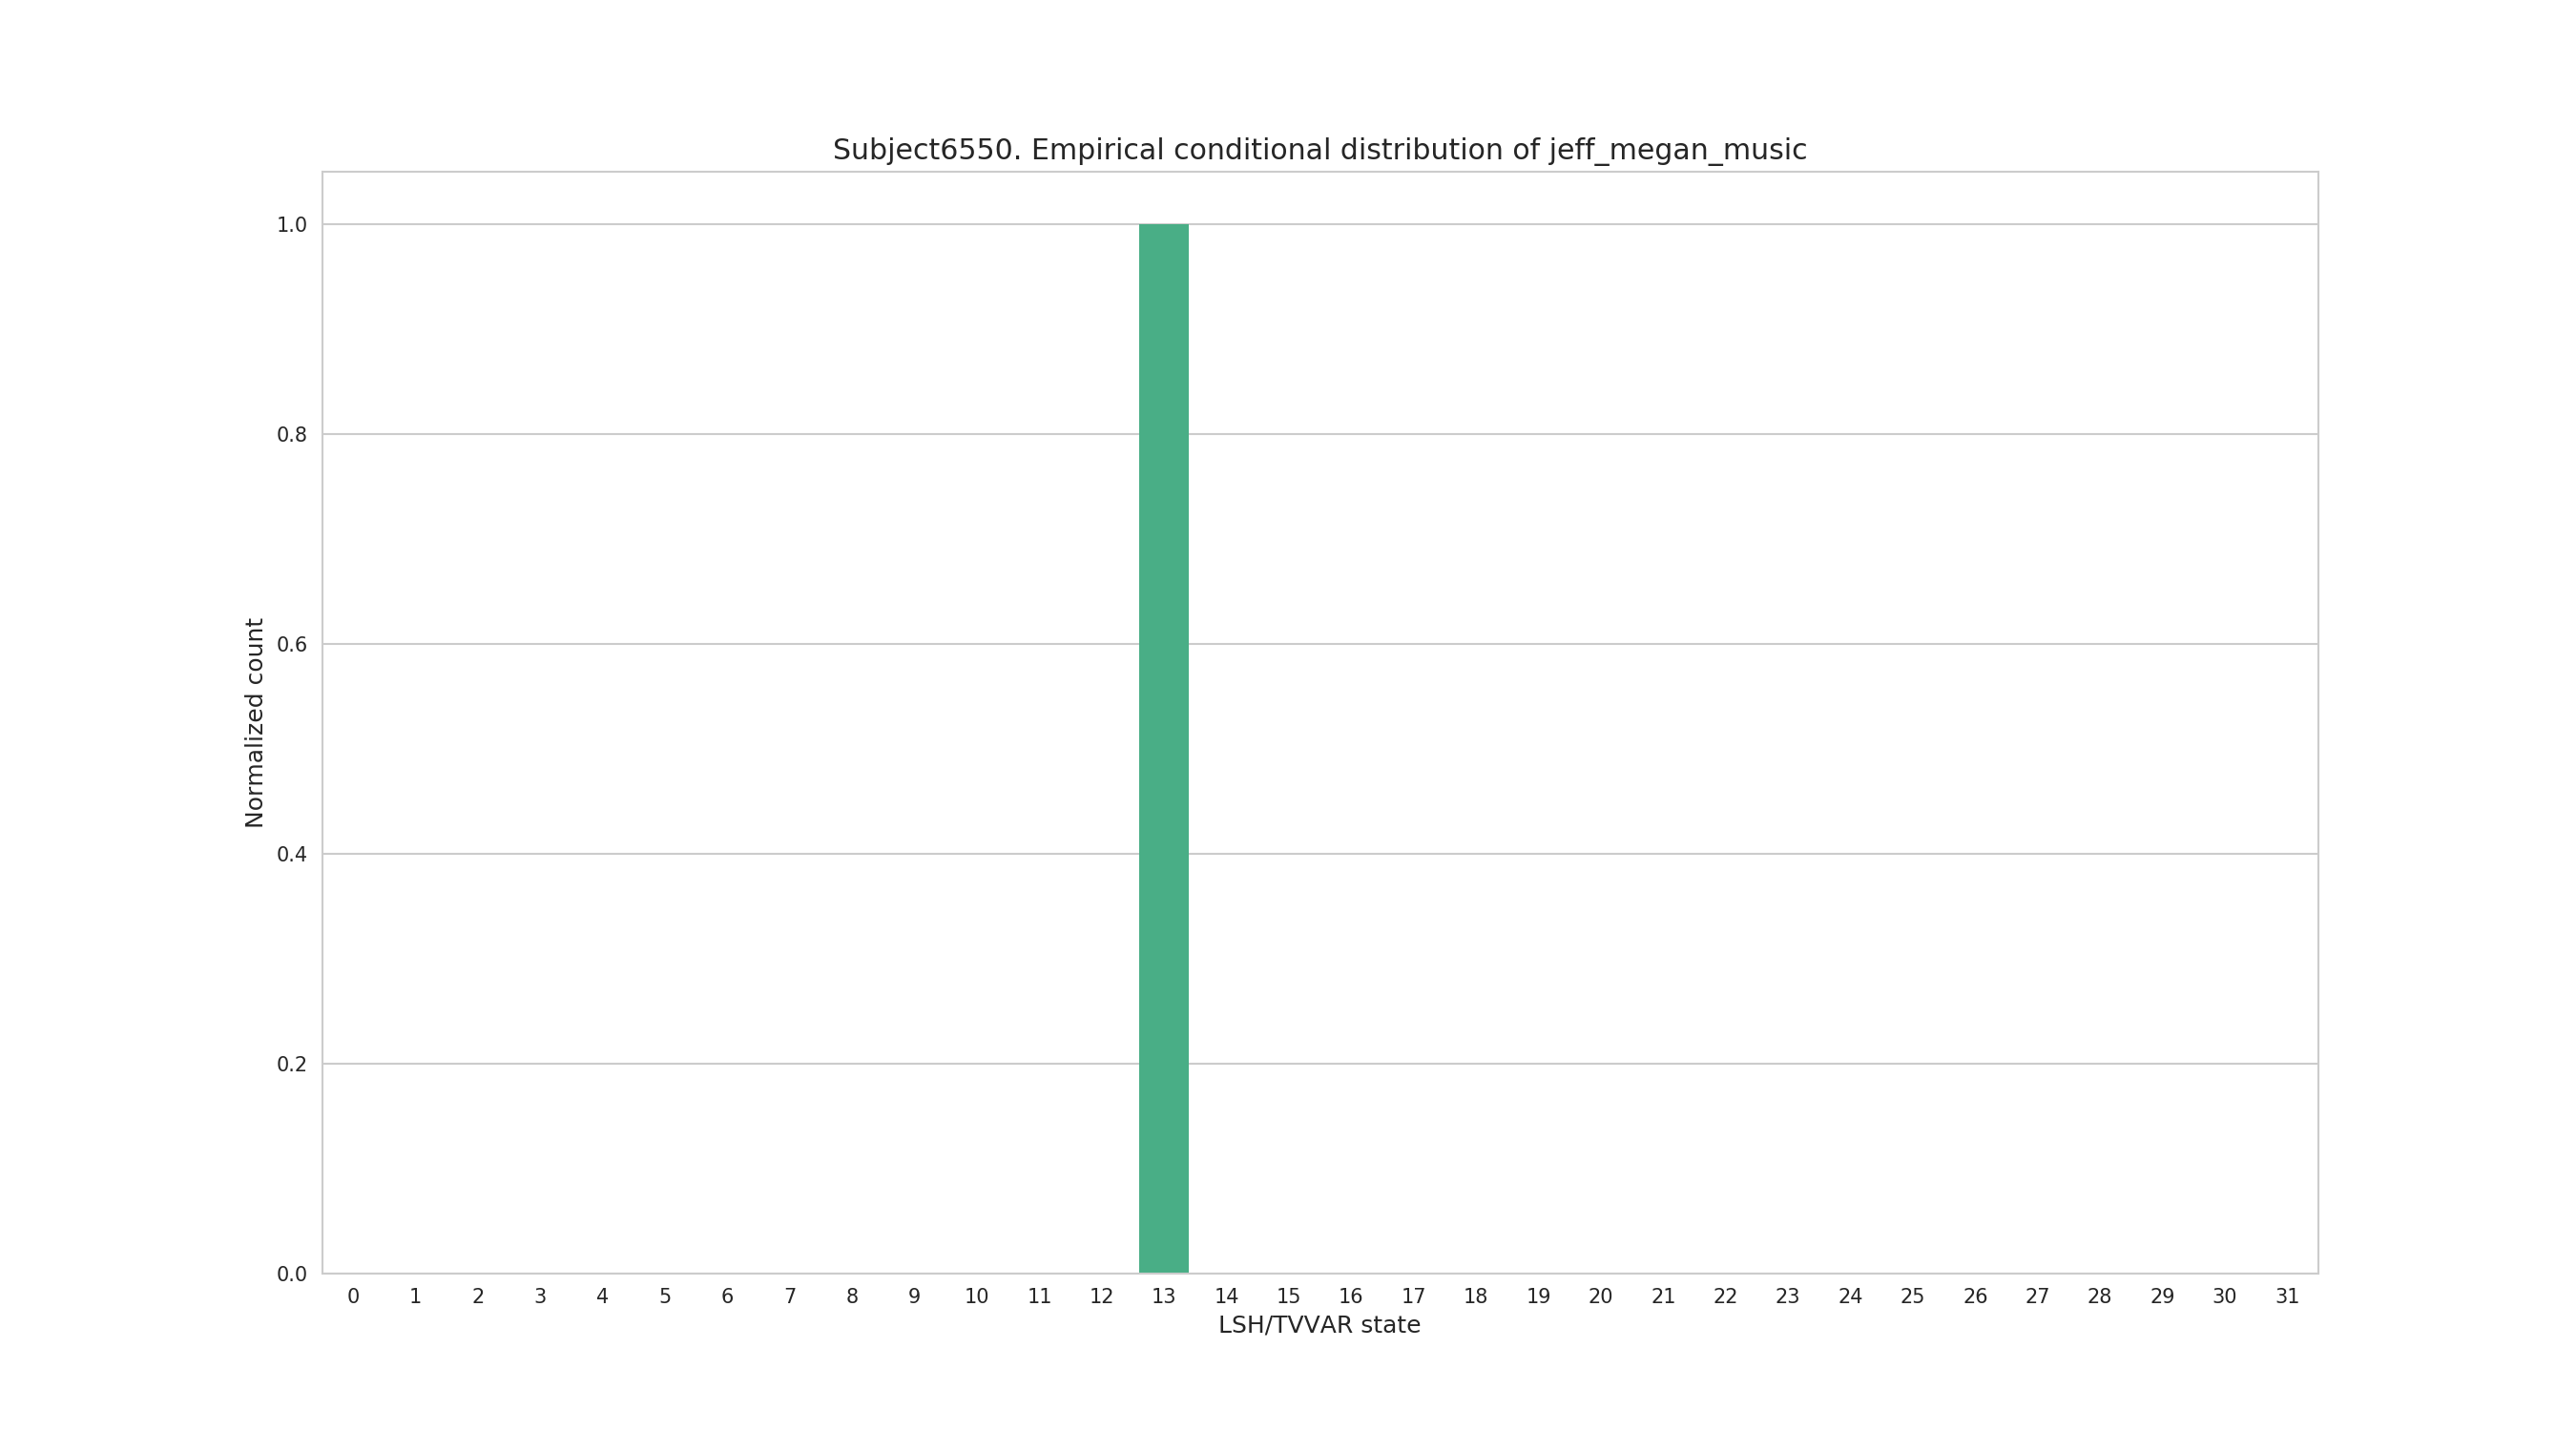 Subject6550. Empirical conditional distribution of jeff_megan_music
1.0
0.8
0.6
0.4
0.2
0.0
Normalized count
0 1 2 3 4 5 6 7 8 9 10 11 12 13 14 15 16 17 18 19 20 21 22 23 24 25 26 27 28 29 30 31
LSH/TVVAR state